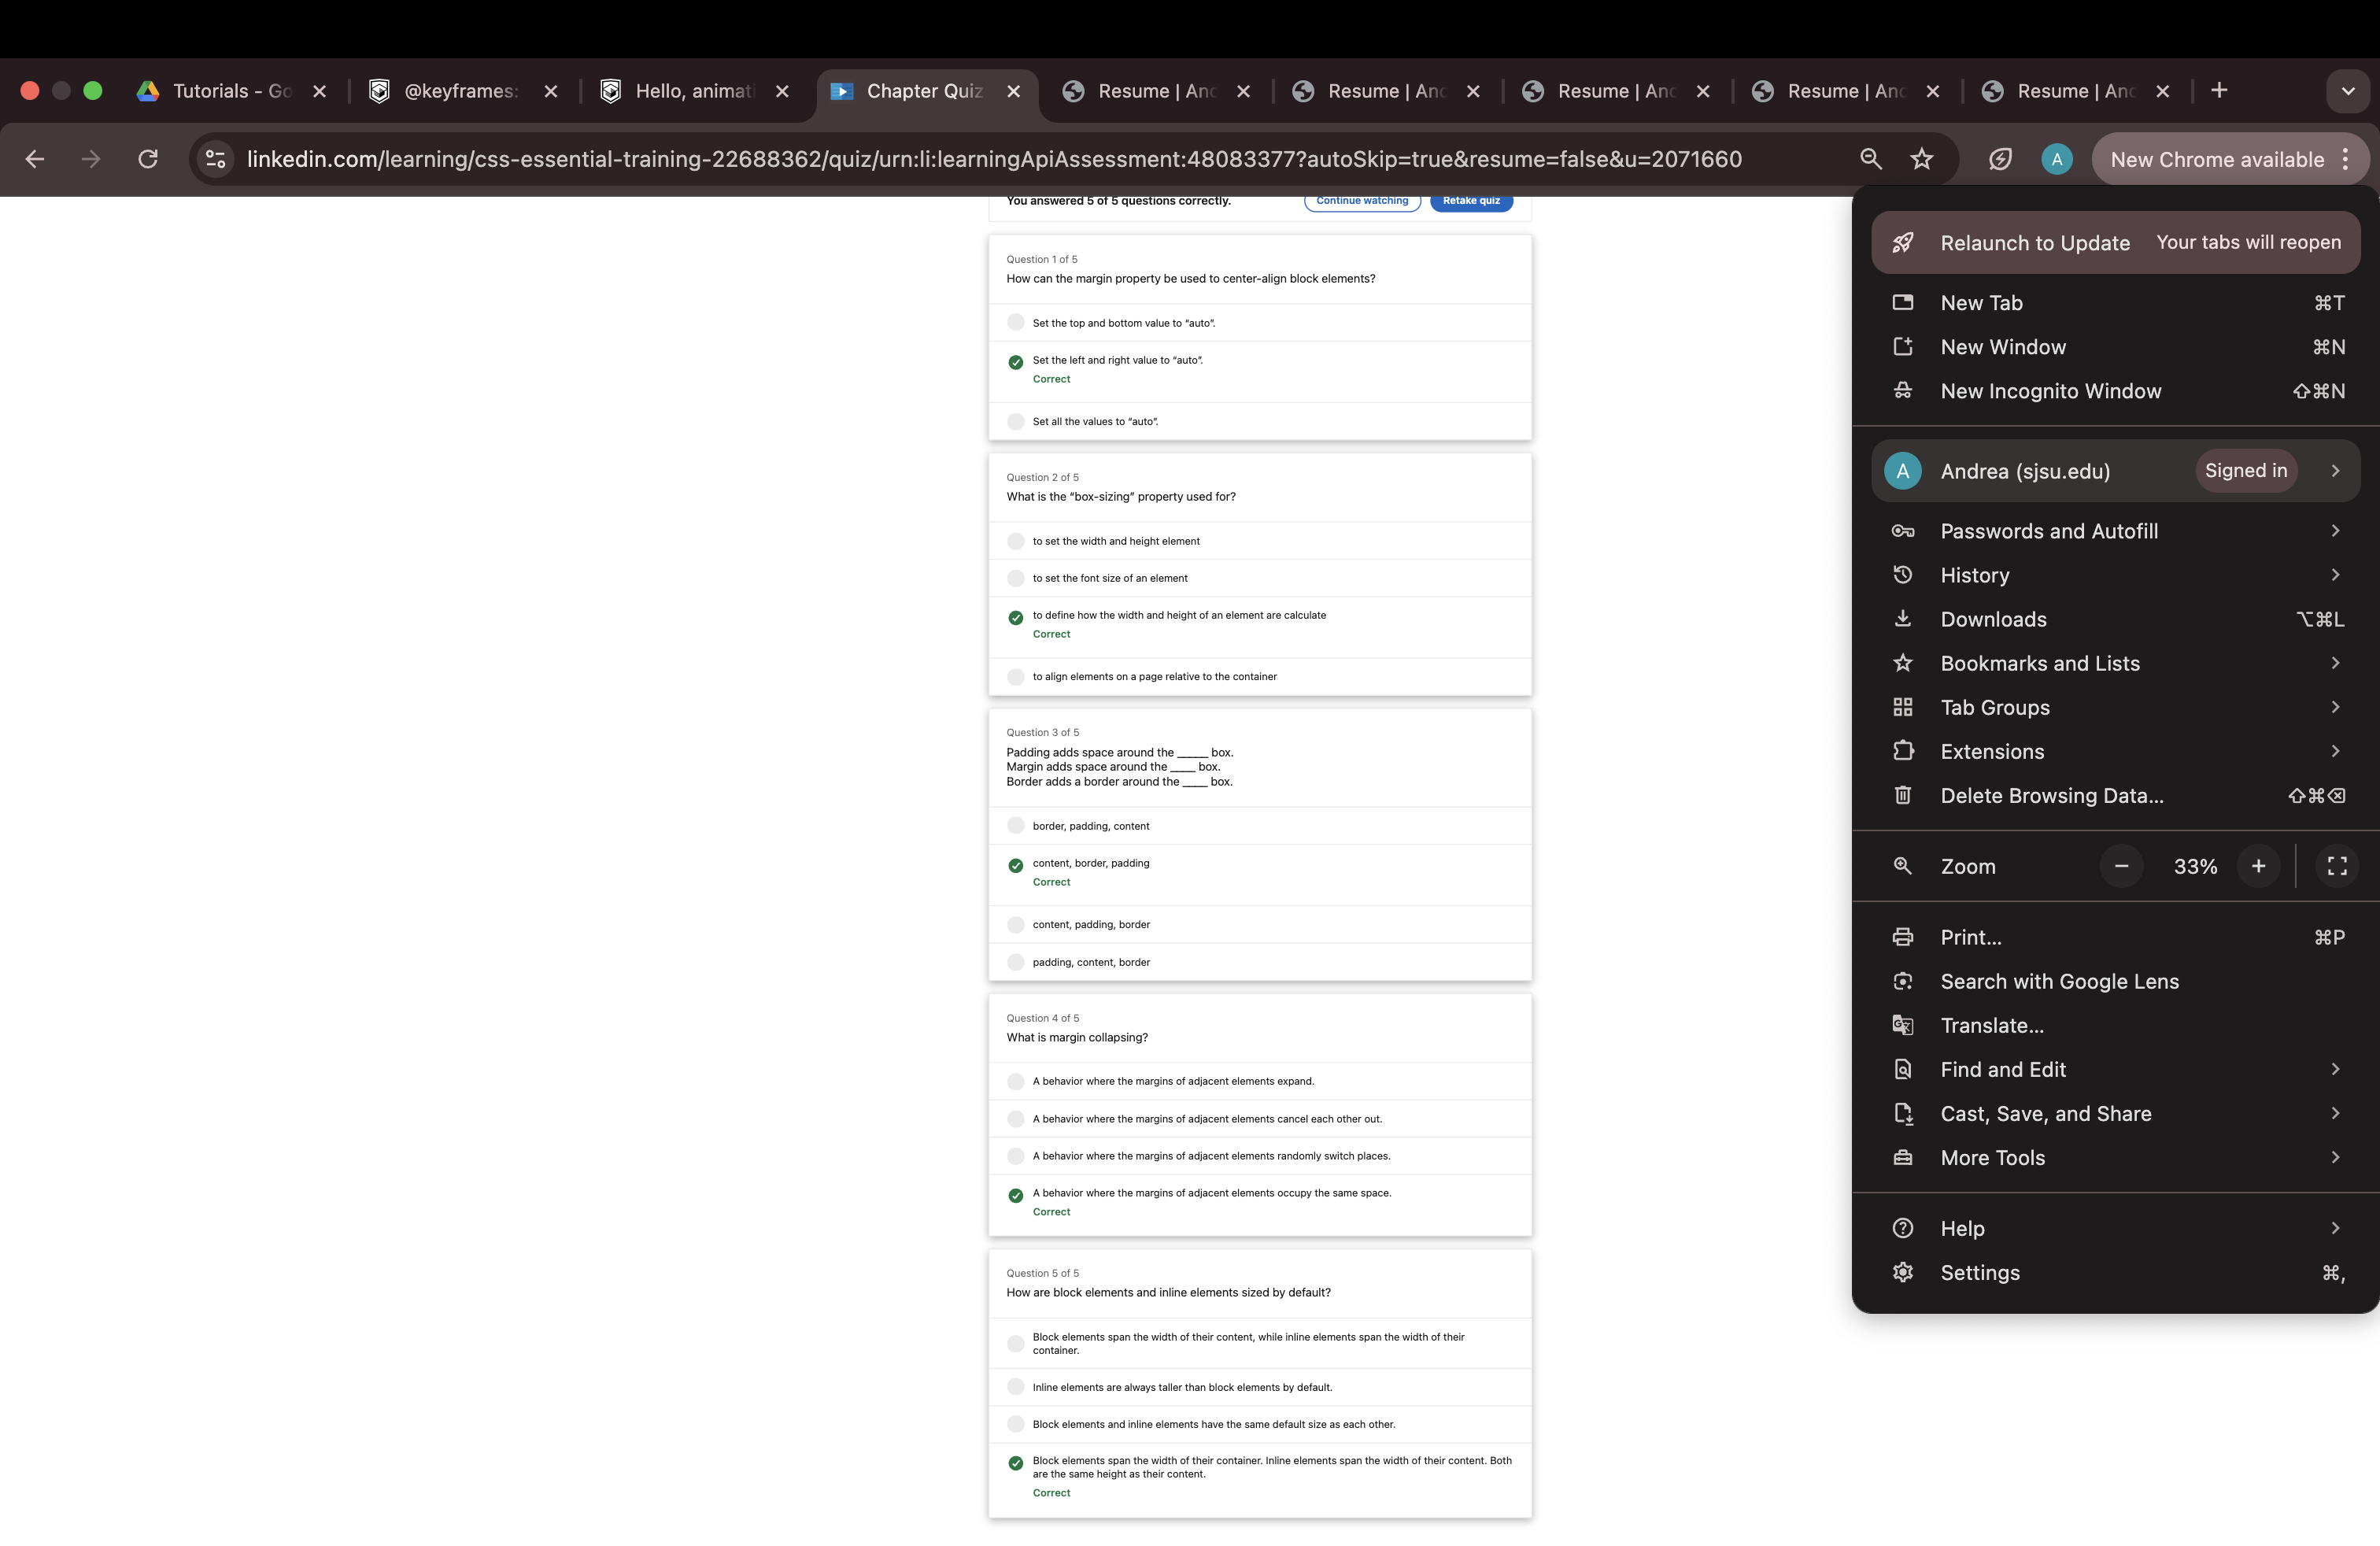 Tutorials - Go
@keyframes:
Hello, animati
Chapter Quiz
Resume | And
Resume | And
Resume | And
Resume | And
Resume | And
linkedin.com/learning/css-essential-training-22688362/quiz/urn:li:learningApiAssessment:48083377?autoSkip=true&resume=false&u=2071660
A
New Chrome available
You answered 5 of 5 questions correctly.
Continue watching
Retake quiz
Question 1 of 5
How can the margin property be used to center-align block elements?
Set the top and bottom value to “auto”.
Set the left and right value to “auto”.
Correct
Set all the values to “auto”.
Question 2 of 5
What is the “box-sizing” property used for?
to set the width and height element
to set the font size of an element
to define how the width and height of an element are calculate
Correct
to align elements on a page relative to the container
Question 3 of 5
Padding adds space around the _____ box.
Margin adds space around the ____ box.
Border adds a border around the ____ box.
border, padding, content
content, border, padding
Correct
content, padding, border
padding, content, border
Question 4 of 5
What is margin collapsing?
A behavior where the margins of adjacent elements expand.
A behavior where the margins of adjacent elements cancel each other out.
A behavior where the margins of adjacent elements randomly switch places.
A behavior where the margins of adjacent elements occupy the same space.
Correct
Question 5 of 5
How are block elements and inline elements sized by default?
Block elements span the width of their content, while inline elements span the width of their
container.
Inline elements are always taller than block elements by default.
Block elements and inline elements have the same default size as each other.
Block elements span the width of their container. Inline elements span the width of their content. Both
are the same height as their content.
Correct
Relaunch to Update Your tabs will reopen
New Tab ⌘T
New Window ⌘N
New Incognito Window ⇧⌘N
A Andrea (sjsu.edu) Signed in
Passwords and Autofill
History
Downloads ⌥⌘L
Bookmarks and Lists
Tab Groups
Extensions
Delete Browsing Data... ⇧⌘⌫
Zoom − 33% +
Print... ⌘P
Search with Google Lens
Translate...
Find and Edit
Cast, Save, and Share
More Tools
Help
Settings ⌘,